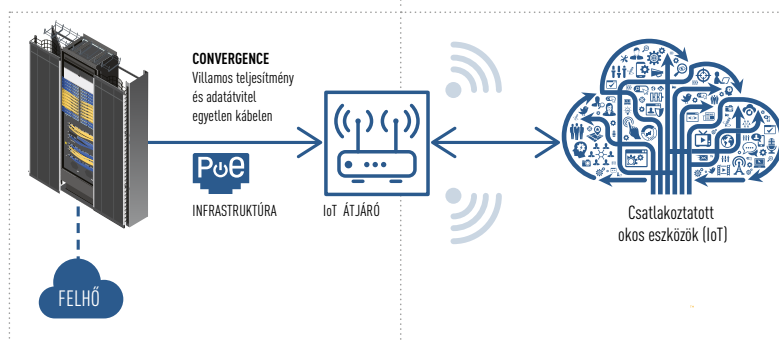 CONVERGENCE
Villamos teljesítmény
és adatátvitel
egyetlen kábelen
PoE
INFRASTRUKTÚRA
IoT ÁTJÁRÓ
Csatlakoztatott
okos eszközök (IoT)
FELHŐ